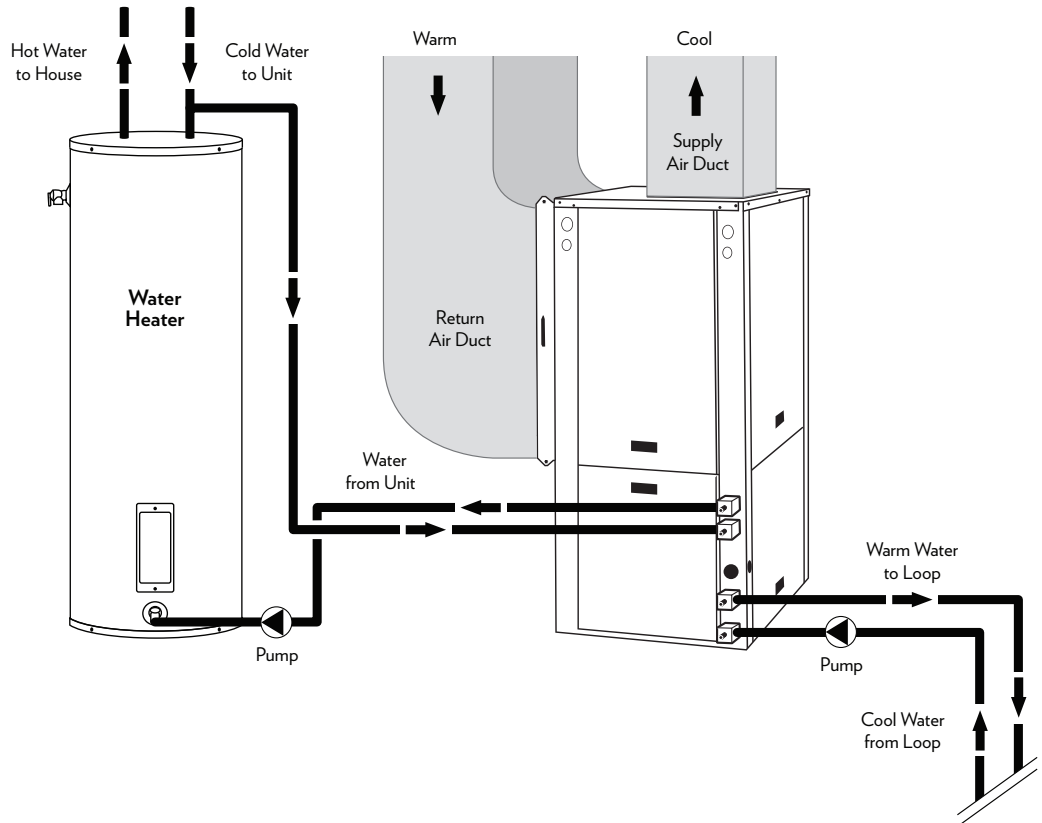 Hot Water
to House
Cold Water
to Unit
Warm
Cool
Supply
Air Duct
Water
Heater
Return
Air Duct
Water
from Unit
Warm Water
to Loop
Pump
Pump
Cool Water
from Loop